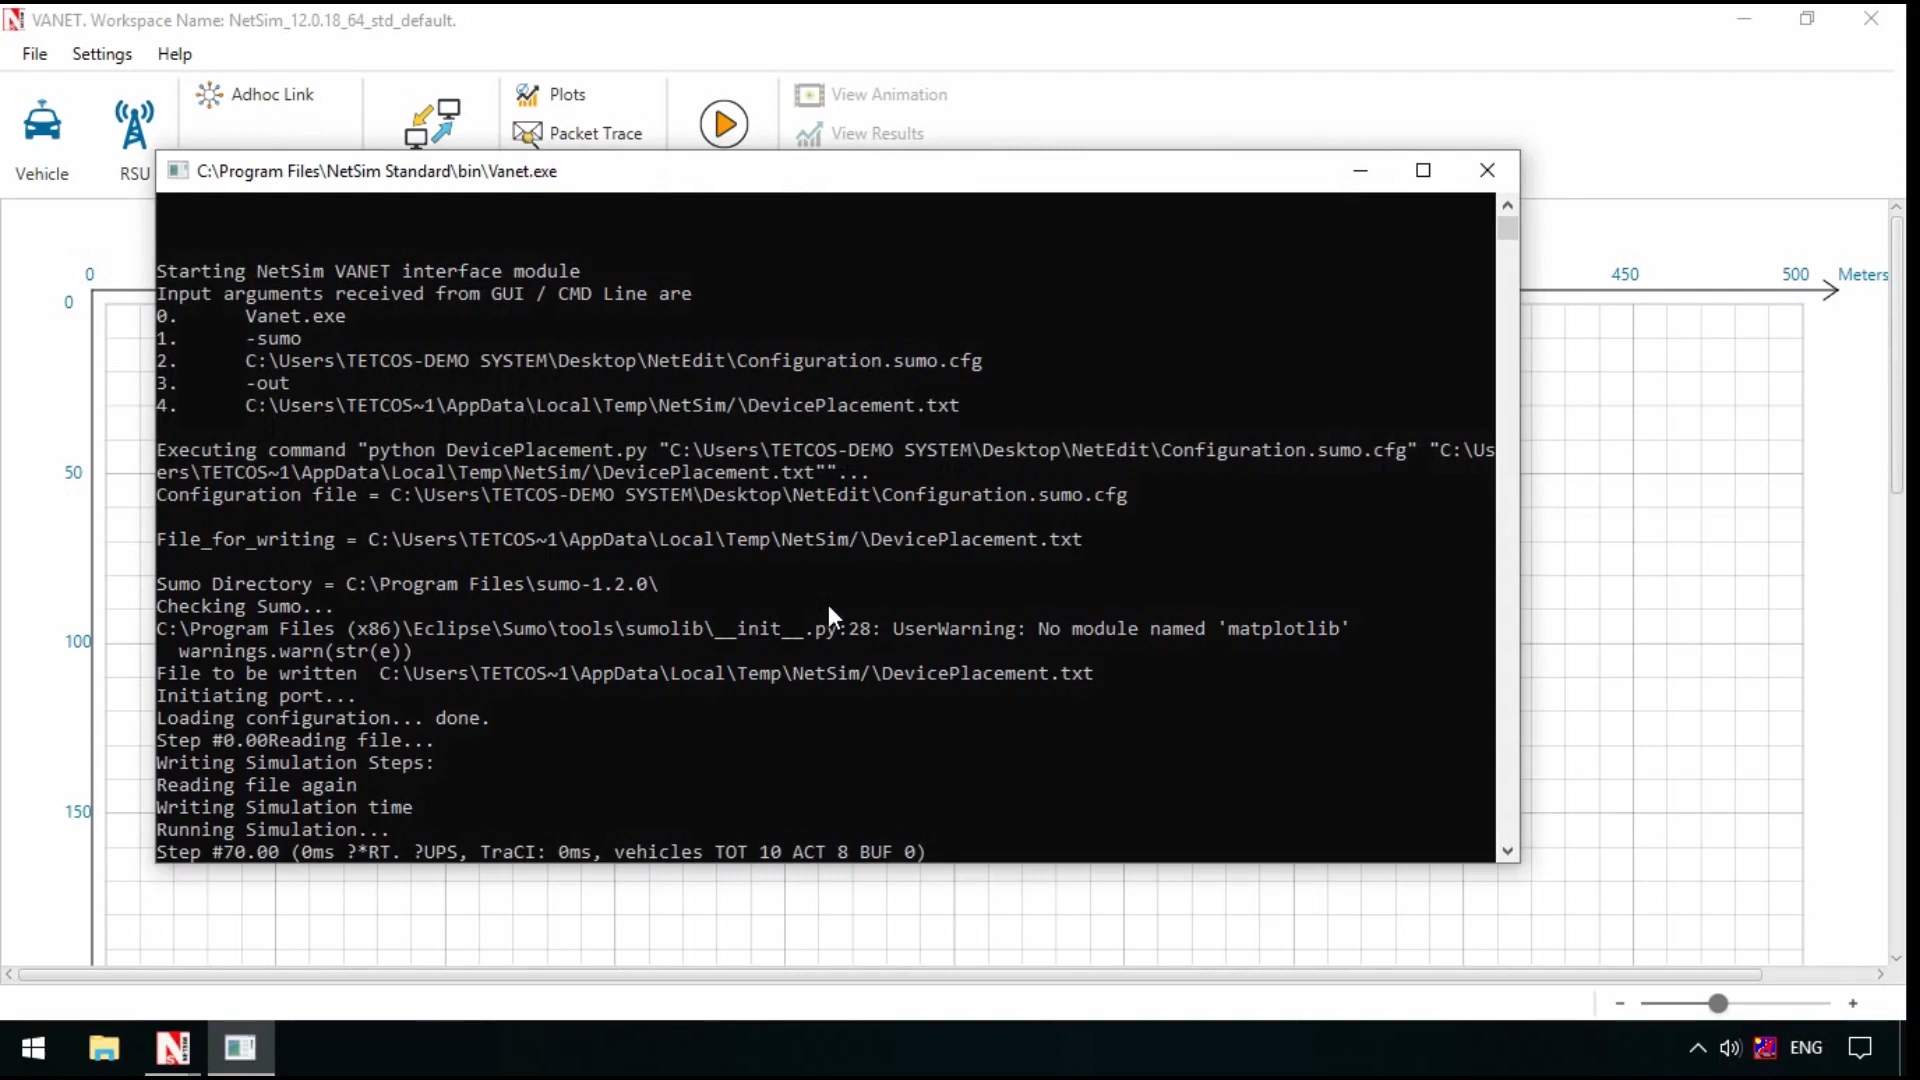 VANET. Workspace Name: NetSim_12.0.18_64_std_default.
File Settings Help
Adhoc Link
Plots
View Animation
Packet Trace
View Results
Vehicle
RSU
C:\Program Files\NetSim Standard\bin\Vanet.exe
0
450
500
Meters
0
50
100
150
Starting NetSim VANET interface module
Input arguments received from GUI / CMD Line are
0. Vanet.exe
1. -sumo
2. C:\Users\TETCOS-DEMO SYSTEM\Desktop\NetEdit\Configuration.sumo.cfg
3. -out
4. C:\Users\TETCOS~1\AppData\Local\Temp\NetSim/\DevicePlacement.txt
Executing command "python DevicePlacement.py "C:\Users\TETCOS-DEMO SYSTEM\Desktop\NetEdit\Configuration.sumo.cfg" "C:\Us
ers\TETCOS~1\AppData\Local\Temp\NetSim/\DevicePlacement.txt""...
Configuration file = C:\Users\TETCOS-DEMO SYSTEM\Desktop\NetEdit\Configuration.sumo.cfg
File_for_writing = C:\Users\TETCOS~1\AppData\Local\Temp\NetSim/\DevicePlacement.txt
Sumo Directory = C:\Program Files\sumo-1.2.0\
Checking Sumo...
C:\Program Files (x86)\Eclipse\Sumo\tools\sumolib\__init__.py:28: UserWarning: No module named 'matplotlib'
warnings.warn(str(e))
File to be written C:\Users\TETCOS~1\AppData\Local\Temp\NetSim/\DevicePlacement.txt
Initiating port...
Loading configuration... done.
Step #0.00Reading file...
Writing Simulation Steps:
Reading file again
Writing Simulation time
Running Simulation...
Step #70.00 (0ms ?*RT. ?UPS, TraCI: 0ms, vehicles TOT 10 ACT 8 BUF 0)
ENG